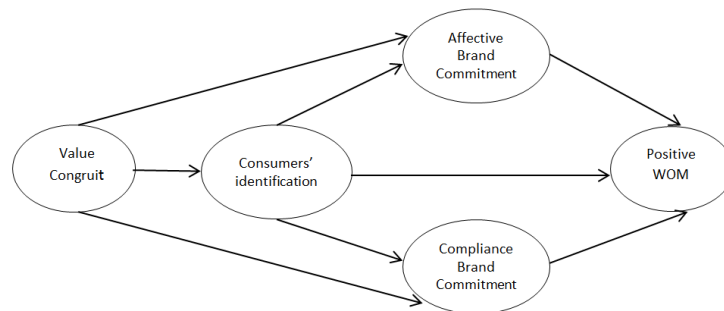 Affective
Brand
Commitment
Value
Congruit
Consumers'
identification
Positive
WOM
Compliance
Brand
Commitment